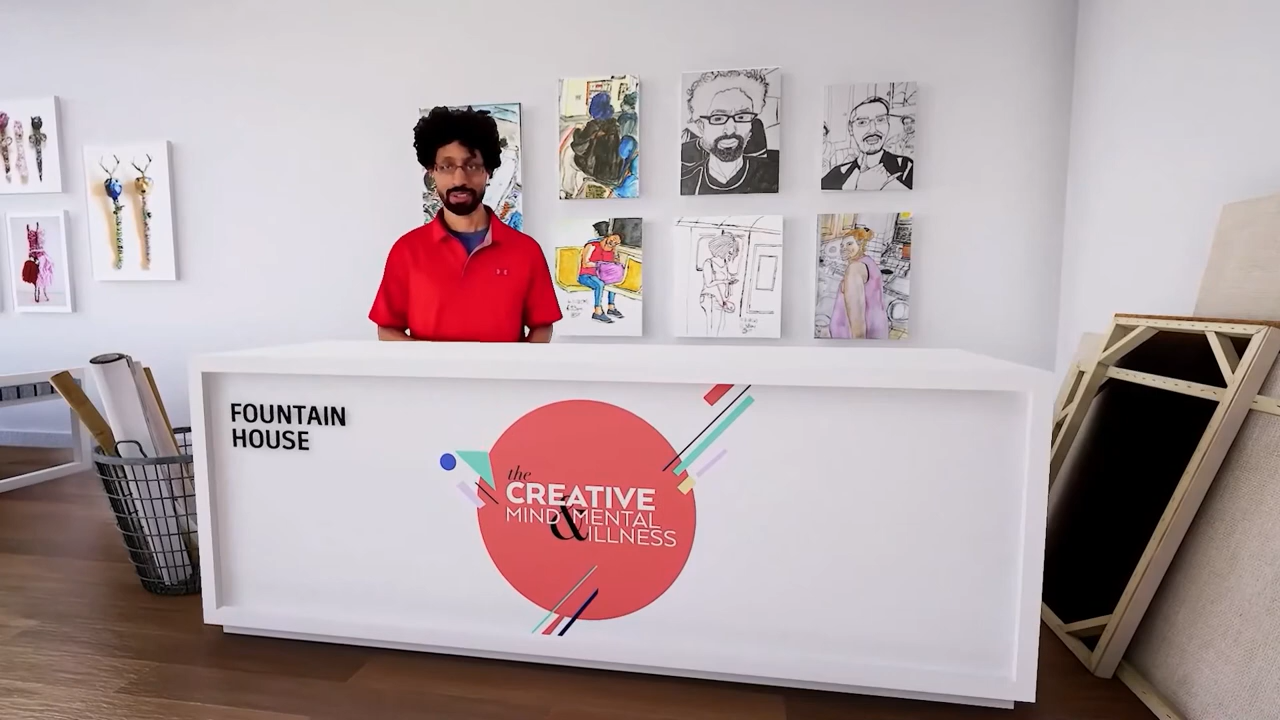 FOUNTAIN
HOUSE
the
CREATIVE
MIND & MENTAL
ILLNESS